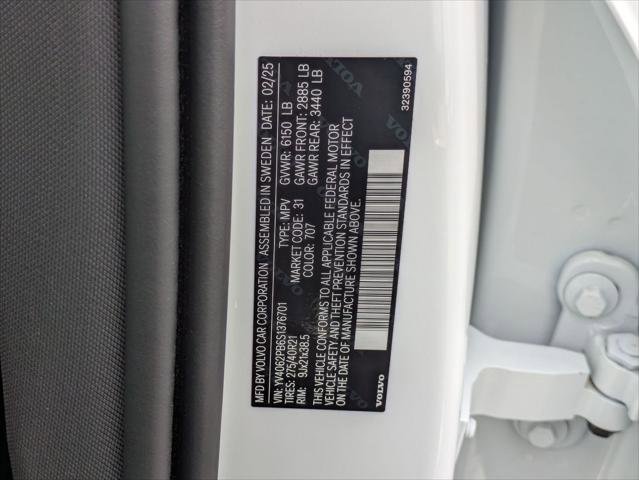 MFD BY VOLVO CAR CORPORATION ASSEMBLED IN SWEDEN DATE: 02/25
VIN: YV4062PB6S1376701 TYPE: MPV GVWR: 6150 LB
TIRES: 275/40R21 MARKET CODE: 31 GAWR FRONT: 2885 LB
RIM: 9Jx21x38.5 COLOR: 707 GAWR REAR: 3440 LB
THIS VEHICLE CONFORMS TO ALL APPLICABLE FEDERAL MOTOR
VEHICLE SAFETY AND THEFT PREVENTION STANDARDS IN EFFECT
ON THE DATE OF MANUFACTURE SHOWN ABOVE.
VOLVO
32390594